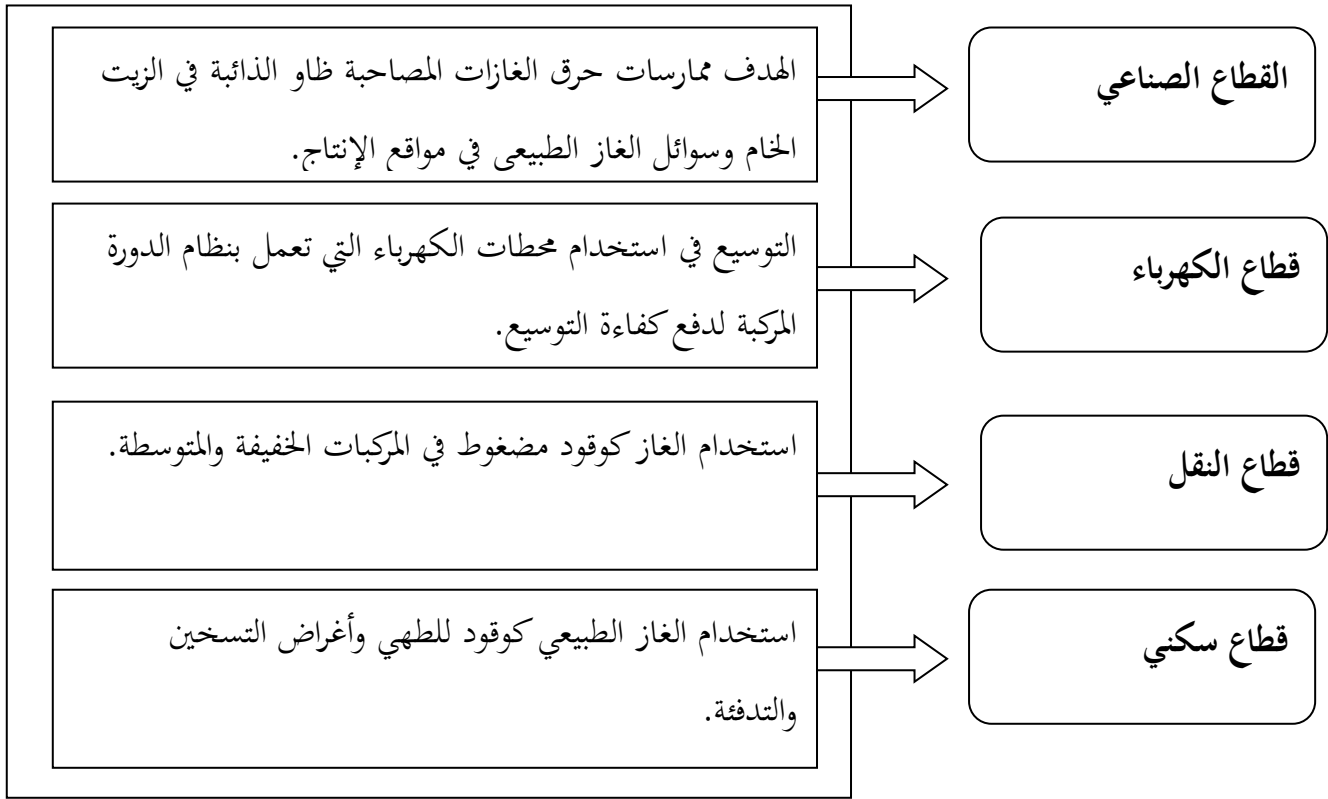 القطاع الصناعي
الهدف ممارسات حرق الغازات المصاحبة ظاو الذائبة في الزيت
الخام وسوائل الغاز الطبيعى في مواقع الإنتاج.
قطاع الكهرباء
التوسيع في استخدام محطات الكهرباء التي تعمل بنظام الدورة
المركبة لدفع كفاءة التوسيع.
قطاع النقل
استخدام الغاز كوقود مضغوط في المركبات الخفيفة والمتوسطة.
قطاع سكني
استخدام الغاز الطبيعي كوقود للطهي وأغراض التسخين
والتدفئة.